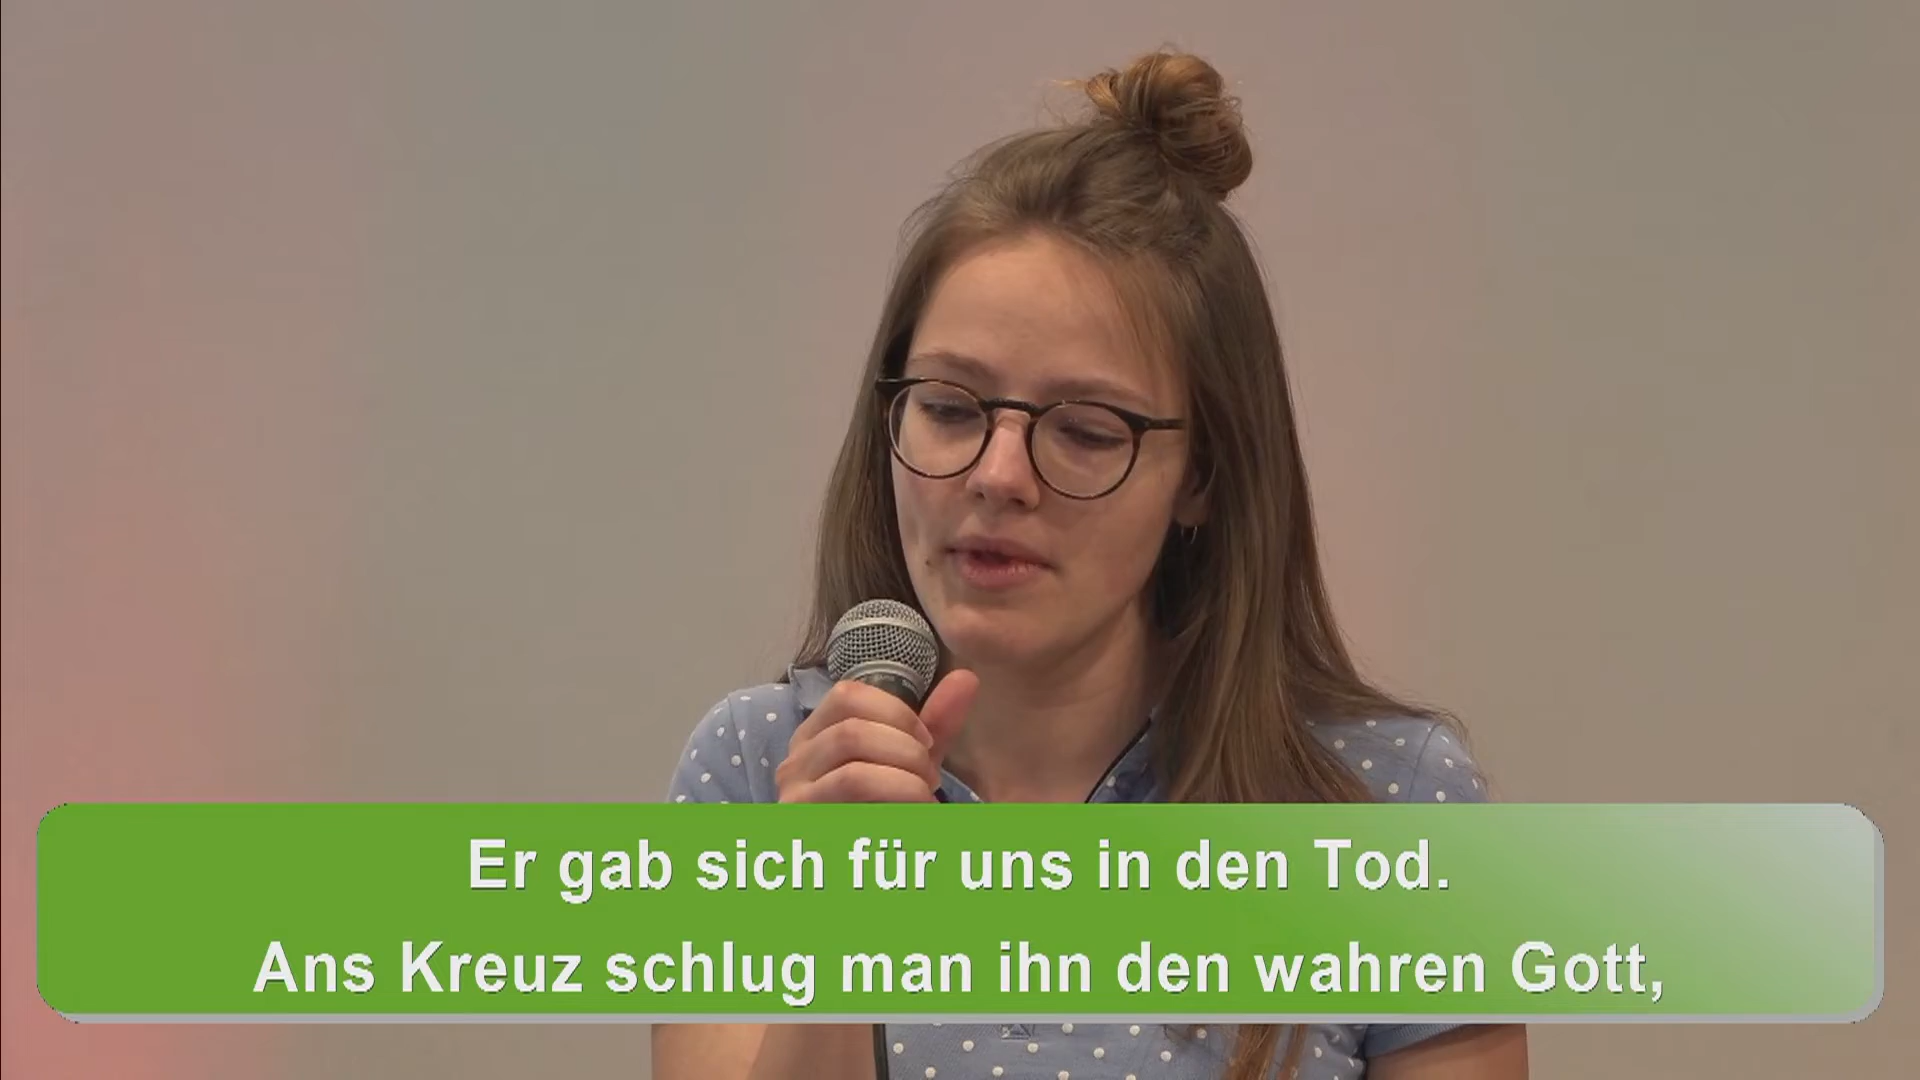 Er gab sich für uns in den Tod.
Ans Kreuz schlug man ihn den wahren Gott,